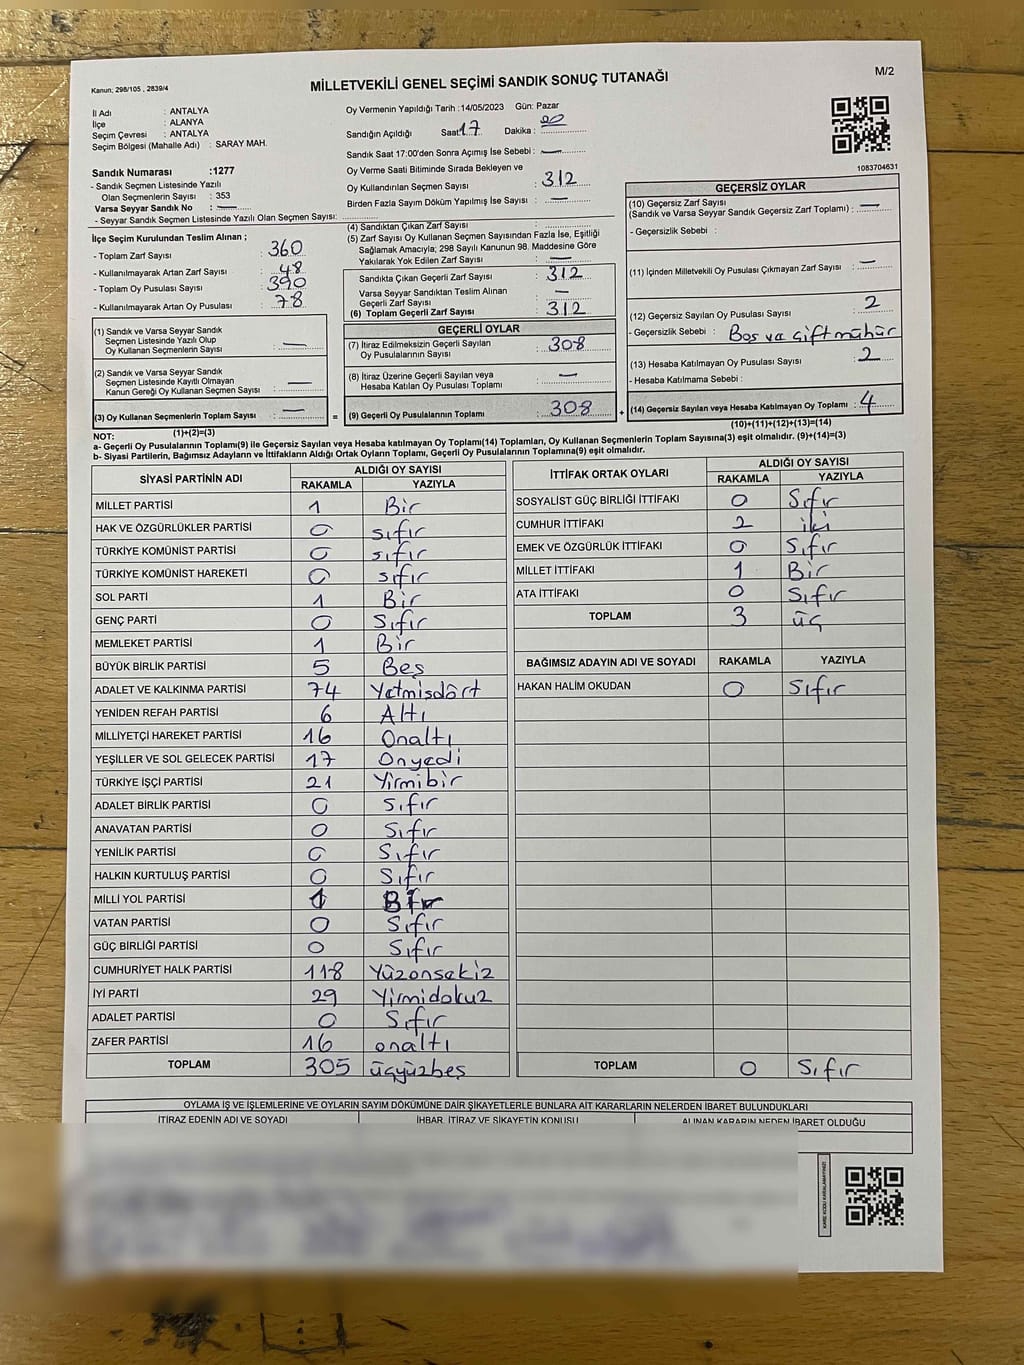 Kanun; 298/105 , 2839/4
MİLLETVEKİLİ GENEL SEÇİMİ SANDIK SONUÇ TUTANAĞI
M/2
İl Adı : ANTALYA
İlçe : ALANYA
Seçim Çevresi : ANTALYA
Seçim Bölgesi (Mahalle Adı) : SARAY MAH.
Oy Vermenin Yapıldığı Tarih :14/05/2023 Gün: Pazar
Sandığın Açıldığı Saat:17 Dakika : 00
Sandık Saat 17:00'den Sonra Açımış İse Sebebi : —
Oy Verme Saati Bitiminde Sırada Bekleyen ve
Oy Kullandırılan Seçmen Sayısı : 312
Birden Fazla Sayım Döküm Yapılmış İse Sayısı : —
1083704631
Sandık Numarası :1277
- Sandık Seçmen Listesinde Yazılı
Olan Seçmenlerin Sayısı : 353
Varsa Seyyar Sandık No : —
- Seyyar Sandık Seçmen Listesinde Yazılı Olan Seçmen Sayısı:
İlçe Seçim Kurulundan Teslim Alınan ;
- Toplam Zarf Sayısı : 360
- Kullanılmayarak Artan Zarf Sayısı : 48
- Toplam Oy Pusulası Sayısı : 390
- Kullanılmayarak Artan Oy Pusulası : 78
(1) Sandık ve Varsa Seyyar Sandık
Seçmen Listesinde Yazılı Olup
Oy Kullanan Seçmenlerin Sayısı : —
(2) Sandık ve Varsa Seyyar Sandık
Seçmen Listesinde Kayıtlı Olmayan
Kanun Gereği Oy Kullanan Seçmen Sayısı : —
(3) Oy Kullanan Seçmenlerin Toplam Sayısı : —
(1)+(2)=(3)
(4) Sandıktan Çıkan Zarf Sayısı :
(5) Zarf Sayısı Oy Kullanan Seçmen Sayısından Fazla İse, Eşitliği
Sağlamak Amacıyla; 298 Sayılı Kanunun 98. Maddesine Göre
Yakılarak Yok Edilen Zarf Sayısı : —
Sandıkta Çıkan Geçerli Zarf Sayısı : 312
Varsa Seyyar Sandıktan Teslim Alınan
Geçerli Zarf Sayısı : —
(6) Toplam Geçerli Zarf Sayısı : 312
GEÇERLİ OYLAR
(7) İtiraz Edilmeksizin Geçerli Sayılan
Oy Pusulalarının Sayısı : 308
(8) İtiraz Üzerine Geçerli Sayılan veya
Hesaba Katılan Oy Pusulası Toplamı : —
= (9) Geçerli Oy Pusulalarının Toplamı : 308 +
GEÇERSİZ OYLAR
(10) Geçersiz Zarf Sayısı
(Sandık ve Varsa Seyyar Sandık Geçersiz Zarf Toplamı) : —
- Geçersizlik Sebebi :
(11) İçinden Milletvekili Oy Pusulası Çıkmayan Zarf Sayısı : —
(12) Geçersiz Sayılan Oy Pusulası Sayısı : 2
- Geçersizlik Sebebi : Boş va çift mühür
(13) Hesaba Katılmayan Oy Pusulası Sayısı : 2
- Hesaba Katılmama Sebebi :
(14) Geçersiz Sayılan veya Hesaba Katılmayan Oy Toplamı : 4
(10)+(11)+(12)+(13)=(14)
NOT:
a- Geçerli Oy Pusulalarının Toplamı(9) ile Geçersiz Sayılan veya Hesaba katılmayan Oy Toplamı(14) Toplamları, Oy Kullanan Seçmenlerin Toplam Sayısına(3) eşit olmalıdır. (9)+(14)=(3)
b- Siyasi Partilerin, Bağımsız Adayların ve İttifakların Aldığı Ortak Oyların Toplamı, Geçerli Oy Pusulalarının Toplamına(9) eşit olmalıdır.
SİYASİ PARTİNİN ADI ALDIĞI OY SAYISI
RAKAMLA YAZIYLA
MİLLET PARTİSİ 1 Bir
HAK VE ÖZGÜRLÜKLER PARTİSİ 0 sıfır
TÜRKİYE KOMÜNİST PARTİSİ 0 sıfır
TÜRKİYE KOMÜNİST HAREKETİ 0 sıfır
SOL PARTİ 1 Bir
GENÇ PARTİ 0 Sıfır
MEMLEKET PARTİSİ 1 Bir
BÜYÜK BİRLİK PARTİSİ 5 Beş
ADALET VE KALKINMA PARTİSİ 74 Yetmişdört
YENİDEN REFAH PARTİSİ 6 Altı
MİLLİYETÇİ HAREKET PARTİSİ 16 Onaltı
YEŞİLLER VE SOL GELECEK PARTİSİ 17 Onyedi
TÜRKİYE İŞÇİ PARTİSİ 21 Yirmibir
ADALET BİRLİK PARTİSİ 0 Sıfır
ANAVATAN PARTİSİ 0 Sıfır
YENİLİK PARTİSİ 0 Sıfır
HALKIN KURTULUŞ PARTİSİ 0 Sıfır
MİLLİ YOL PARTİSİ 1 Bir
VATAN PARTİSİ 0 Sıfır
GÜÇ BİRLİĞİ PARTİSİ 0 Sıfır
CUMHURİYET HALK PARTİSİ 118 Yüzonsekiz
İYİ PARTİ 29 Yirmidokuz
ADALET PARTİSİ 0 Sıfır
ZAFER PARTİSİ 16 onaltı
TOPLAM 305 üçyüzbeş
İTTİFAK ORTAK OYLARI ALDIĞI OY SAYISI
RAKAMLA YAZIYLA
SOSYALİST GÜÇ BİRLİĞİ İTTİFAKI 0 Sıfır
CUMHUR İTTİFAKI 2 iki
EMEK VE ÖZGÜRLÜK İTTİFAKI 0 Sıfır
MİLLET İTTİFAKI 1 Bir
ATA İTTİFAKI 0 Sıfır
TOPLAM 3 üç
BAĞIMSIZ ADAYIN ADI VE SOYADI RAKAMLA YAZIYLA
HAKAN HALİM OKUDAN 0 Sıfır
TOPLAM 0 Sıfır
OYLAMA İŞ VE İŞLEMLERİNE VE OYLARIN SAYIM DÖKÜMÜNE DAİR ŞİKAYETLERLE BUNLARA AİT KARARLARIN NELERDEN İBARET BULUNDUKLARI
İTİRAZ EDENİN ADI VE SOYADI İHBAR, İTİRAZ VE ŞİKAYETİN KONUSU ALINAN KARARIN NEDEN İBARET OLDUĞU
KARE KODU KARALAMAYINIZ!